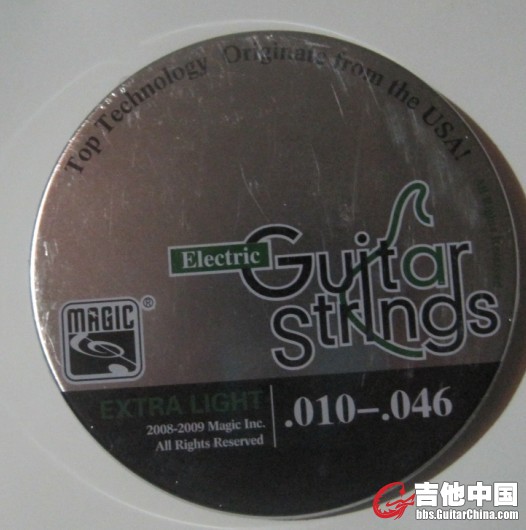 Top Technology Originate from the USA!
Electric
Guitar
Strings
MAGIC®
EXTRA LIGHT
.010-.046
2008-2009 Magic Inc.
All Rights Reserved
吉他中国
bbs.GuitarChina.com